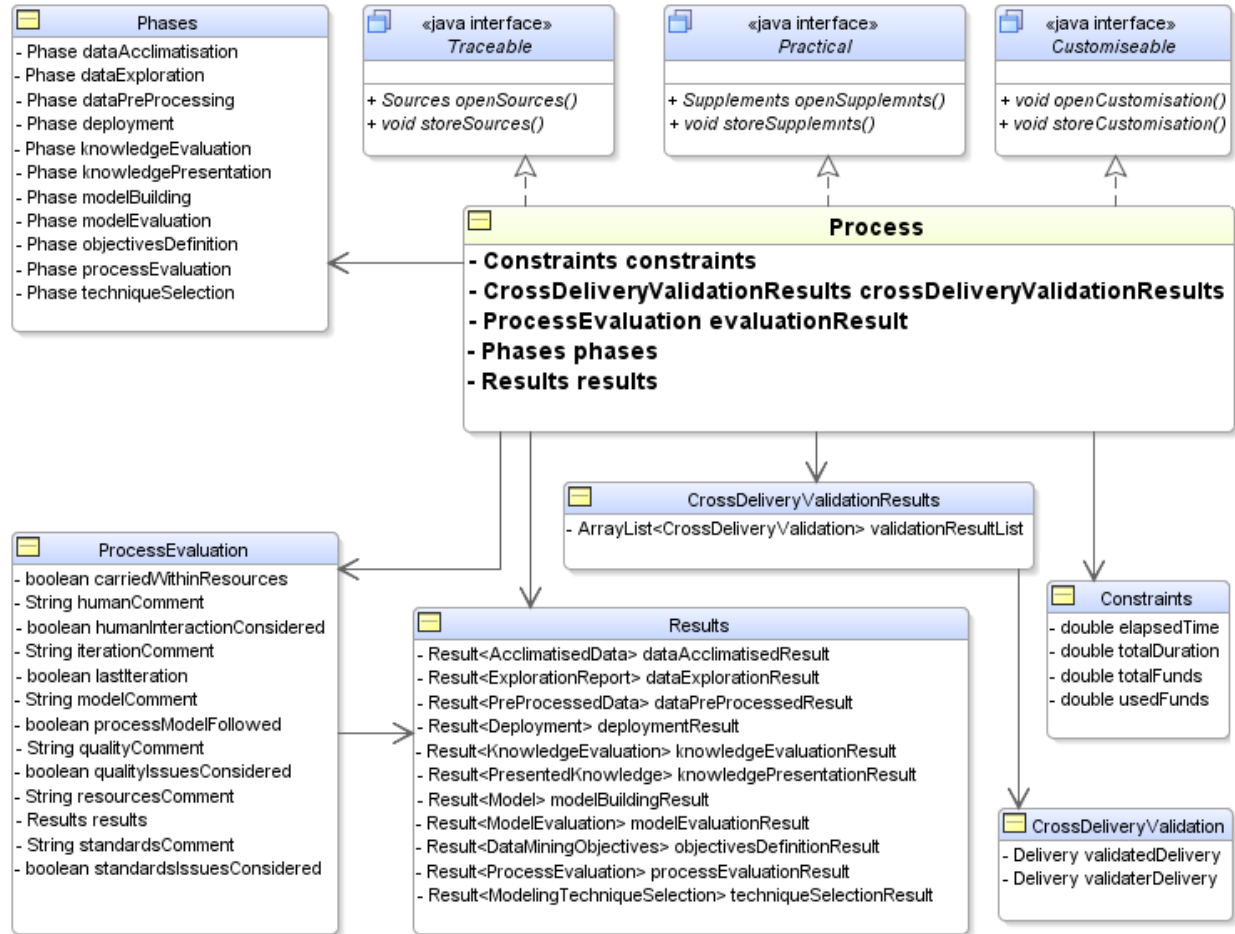 Phases
- Phase dataAcclimatisation
- Phase dataExploration
- Phase dataPreProcessing
- Phase deployment
- Phase knowledgeEvaluation
- Phase knowledgePresentation
- Phase modelBuilding
- Phase modelEvaluation
- Phase objectivesDefinition
- Phase processEvaluation
- Phase techniqueSelection
«java interface»
Traceable
+ Sources openSources()
+ void storeSources()
«java interface»
Practical
+ Supplements openSupplemnts()
+ void storeSupplemnts()
«java interface»
Customiseable
+ void openCustomisation()
+ void storeCustomisation()
Process
- Constraints constraints
- CrossDeliveryValidationResults crossDeliveryValidationResults
- ProcessEvaluation evaluationResult
- Phases phases
- Results results
CrossDeliveryValidationResults
- ArrayList<CrossDeliveryValidation> validationResultList
ProcessEvaluation
- boolean carriedWithinResources
- String humanComment
- boolean humanInteractionConsidered
- String iterationComment
- boolean lastIteration
- String modelComment
- boolean processModelFollowed
- String qualityComment
- boolean qualityIssuesConsidered
- String resourcesComment
- Results results
- String standardsComment
- boolean standardsIssuesConsidered
Results
- Result<AcclimatisedData> dataAcclimatisedResult
- Result<ExplorationReport> dataExplorationResult
- Result<PreProcessedData> dataPreProcessedResult
- Result<Deployment> deploymentResult
- Result<KnowledgeEvaluation> knowledgeEvaluationResult
- Result<PresentedKnowledge> knowledgePresentationResult
- Result<Model> modelBuildingResult
- Result<ModelEvaluation> modelEvaluationResult
- Result<DataMiningObjectives> objectivesDefinitionResult
- Result<ProcessEvaluation> processEvaluationResult
- Result<ModelingTechniqueSelection> techniqueSelectionResult
Constraints
- double elapsedTime
- double totalDuration
- double totalFunds
- double usedFunds
CrossDeliveryValidation
- Delivery validatedDelivery
- Delivery validaterDelivery